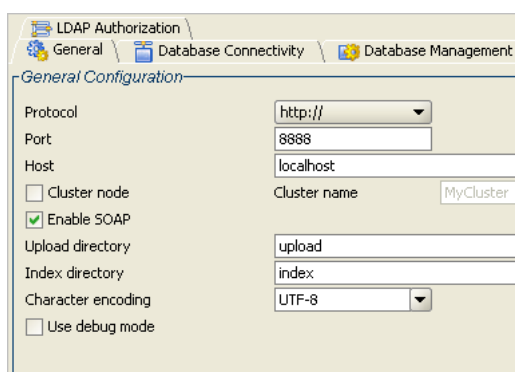 LDAP Authorization
General Database Connectivity Database Management
General Configuration
Protocol http://
Port 8888
Host localhost
Cluster node Cluster name MyCluster
Enable SOAP
Upload directory upload
Index directory index
Character encoding UTF-8
Use debug mode